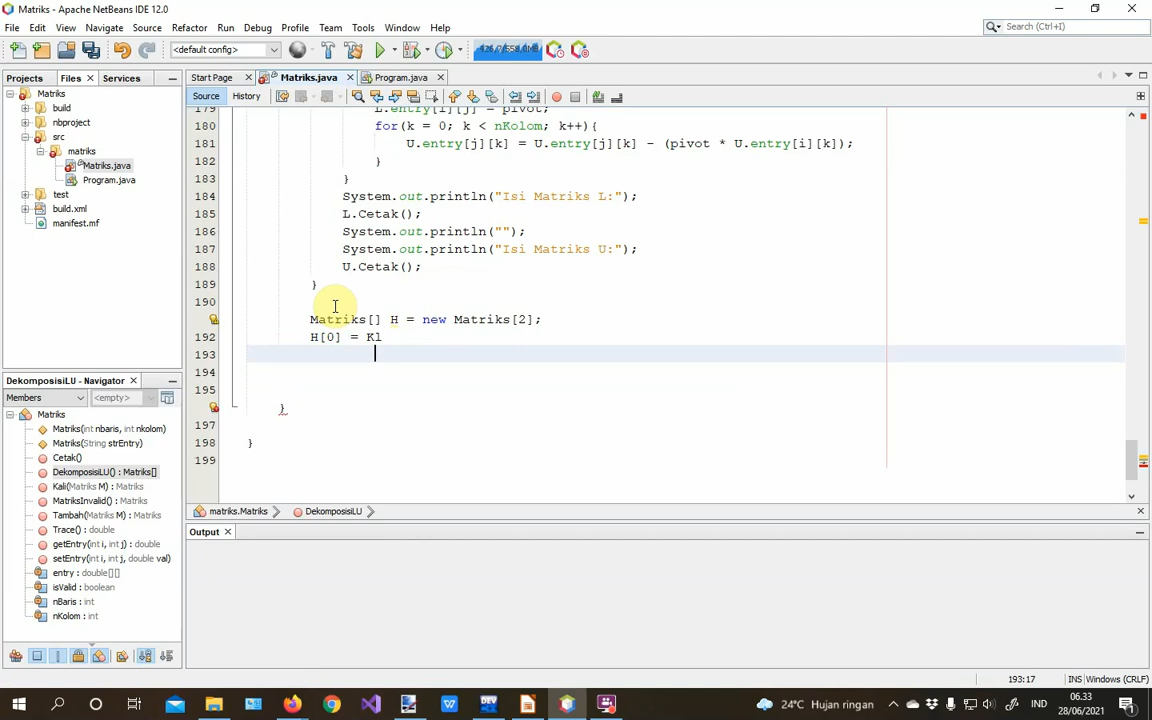 Matriks - Apache NetBeans IDE 12.0
File Edit View Navigate Source Refactor Run Debug Profile Team Tools Window Help
Search (Ctrl+I)
<default config>
Projects Files Services
Start Page Matriks.java Program.java
Source History
Matriks
build
nbproject
src
matriks
Matriks.java
Program.java
test
build.xml
manifest.mf
179 L.entry[i][j] = pivot;
180 for(k = 0; k < nKolom; k++){
181 U.entry[j][k] = U.entry[j][k] - (pivot * U.entry[i][k]);
182 }
183 }
184 System.out.println("Isi Matriks L:");
185 L.Cetak();
186 System.out.println("");
187 System.out.println("Isi Matriks U:");
188 U.Cetak();
189 }
190
Matriks[] H = new Matriks[2];
192 H[0] = Kl
193
194
195
}
197
198 }
199
DekomposisiLU - Navigator
Members <empty>
Matriks
Matriks(int nbaris, int nkolom)
Matriks(String strEntry)
Cetak()
DekomposisiLU() : Matriks[]
Kali(Matriks M) : Matriks
MatriksInvalid() : Matriks
Tambah(Matriks M) : Matriks
Trace() : double
getEntry(int i, int j) : double
setEntry(int i, int j, double val)
entry : double[][]
isValid : boolean
nBaris : int
nKolom : int
matriks.Matriks DekomposisiLU
Output
193:17 INS Windows (CRLF)
24°C Hujan ringan IND 06.33
28/06/2021